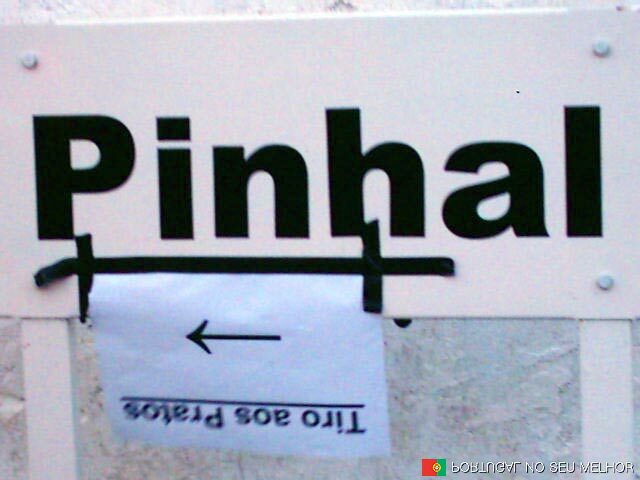 Pinhal
←
Tiro aos Pratos
PORTUGAL NO SEU MELHOR